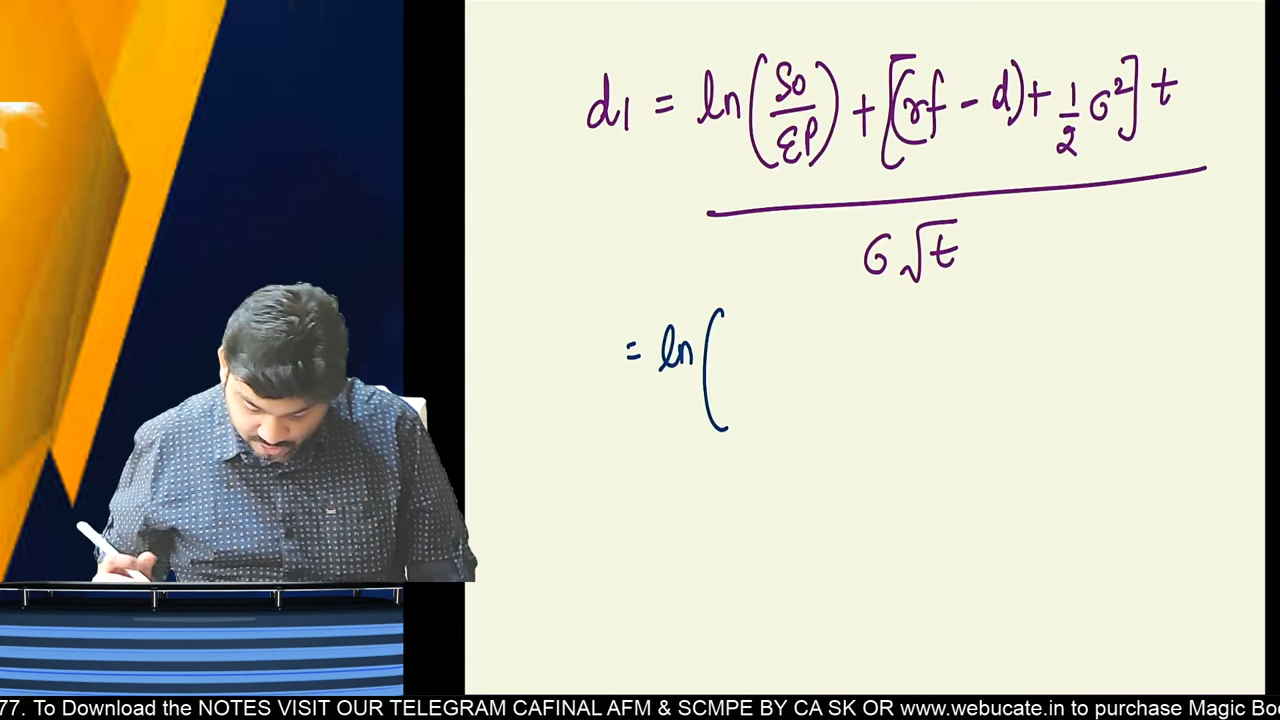 d1 = ln(So/EP) + [(rf - d) + 1/2 σ²] t
σ√t
= ln(
77. To Download the NOTES VISIT OUR TELEGRAM CAFINAL AFM & SCMPE BY CA SK OR www.webucate.in to purchase Magic Bo